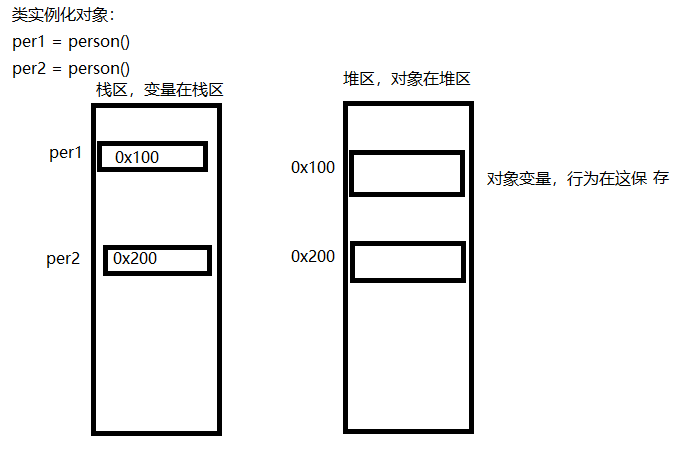 类实例化对象：
per1 = person()
per2 = person()
栈区，变量在栈区
堆区，对象在堆区
per1
0x100
0x100
对象变量，行为在这保 存
per2
0x200
0x200